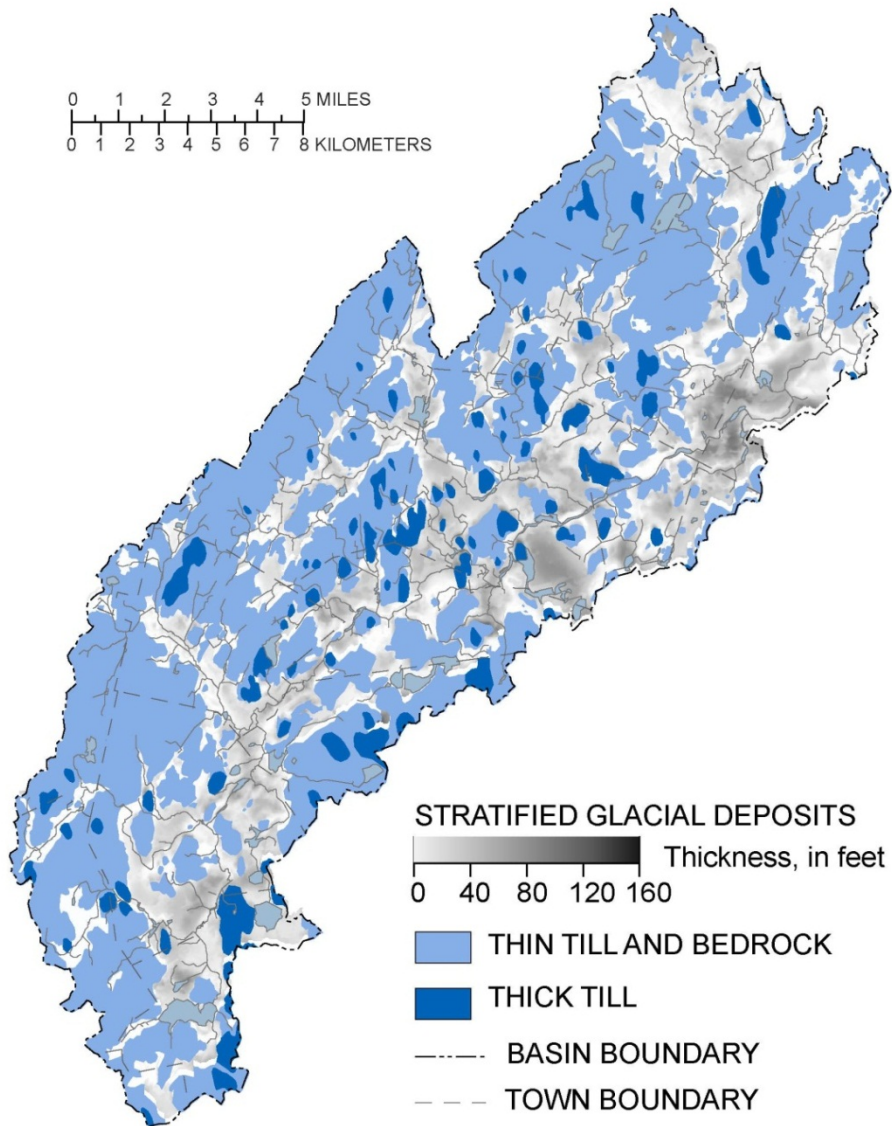 0 1 2 3 4 5 MILES
0 1 2 3 4 5 6 7 8 KILOMETERS
STRATIFIED GLACIAL DEPOSITS
Thickness, in feet
0 40 80 120 160
THIN TILL AND BEDROCK
THICK TILL
BASIN BOUNDARY
TOWN BOUNDARY